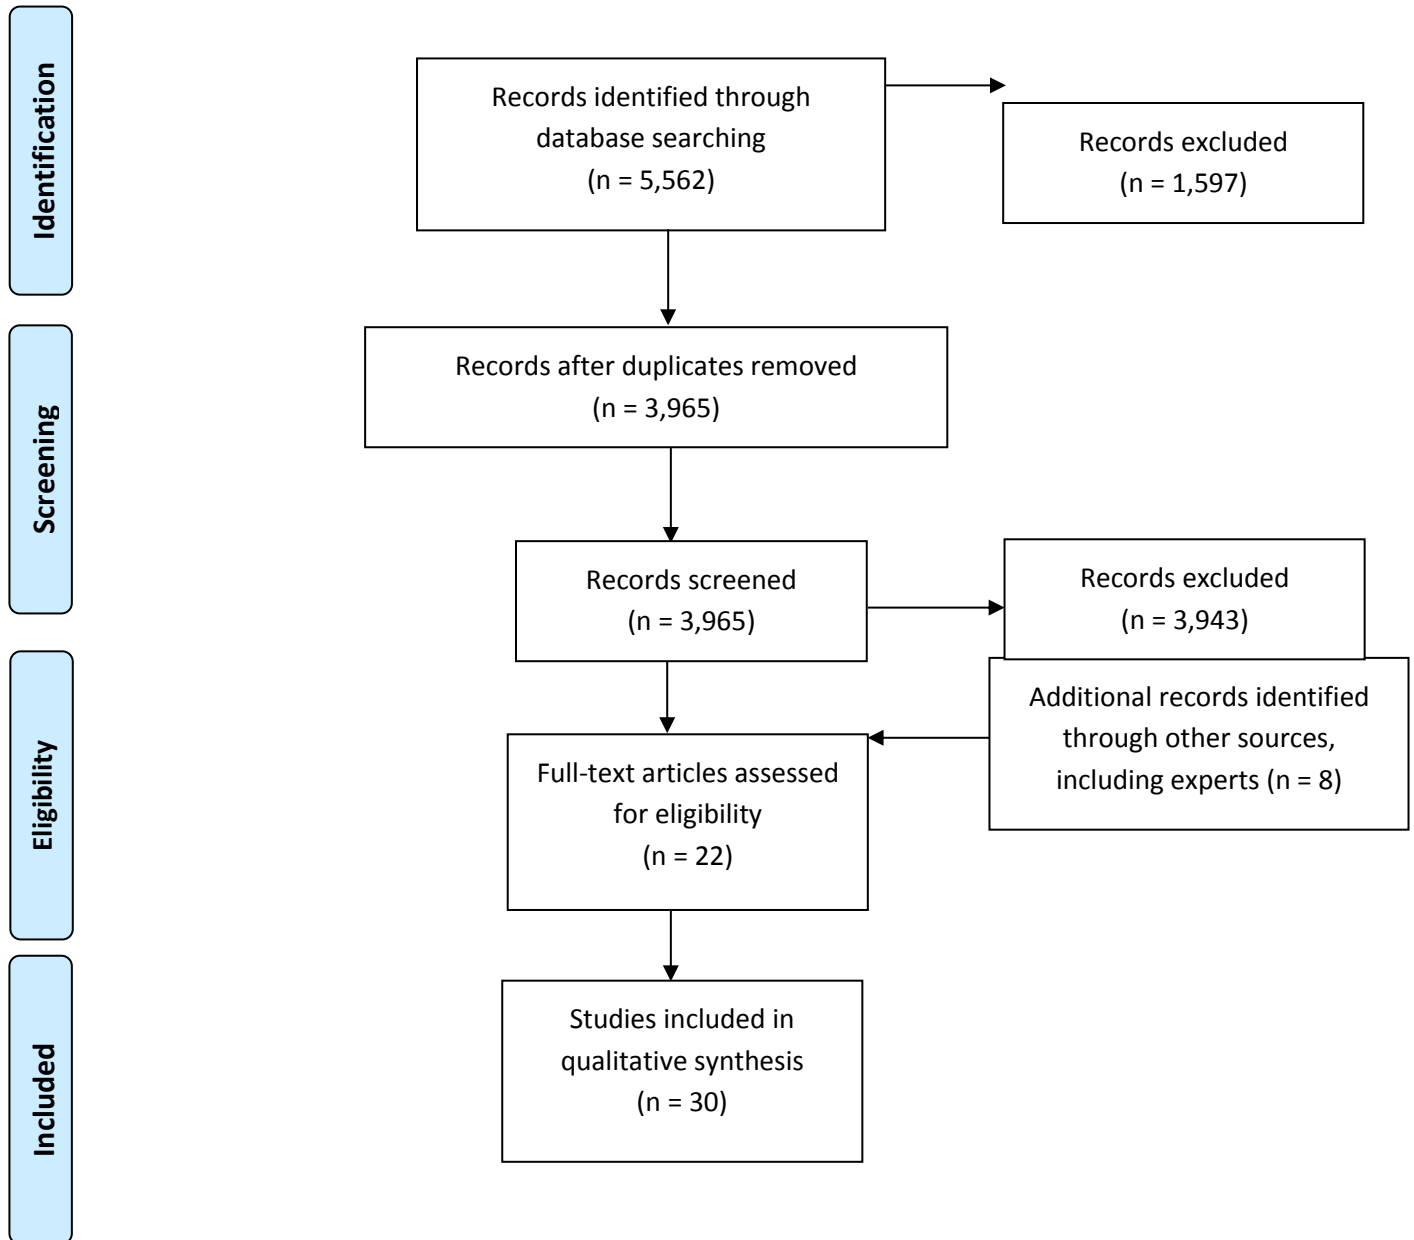 Identification
Records identified through
database searching
(n = 5,562)
Records excluded
(n = 1,597)
Screening
Records after duplicates removed
(n = 3,965)
Records screened
(n = 3,965)
Records excluded
(n = 3,943)
Eligibility
Additional records identified
through other sources,
including experts (n = 8)
Full-text articles assessed
for eligibility
(n = 22)
Included
Studies included in
qualitative synthesis
(n = 30)